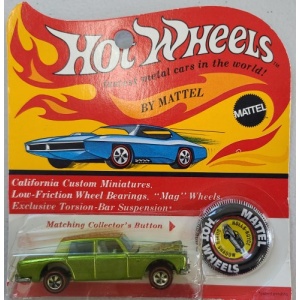 Hot Wheels
fastest metal cars in the world!
BY MATTEL
MATTEL
California Custom Miniatures.
Low-Friction Wheel Bearings. "Mag" Wheels.
Exclusive Torsion-Bar Suspension
Matching Collector's Button
MATTEL
HOT WHEELS